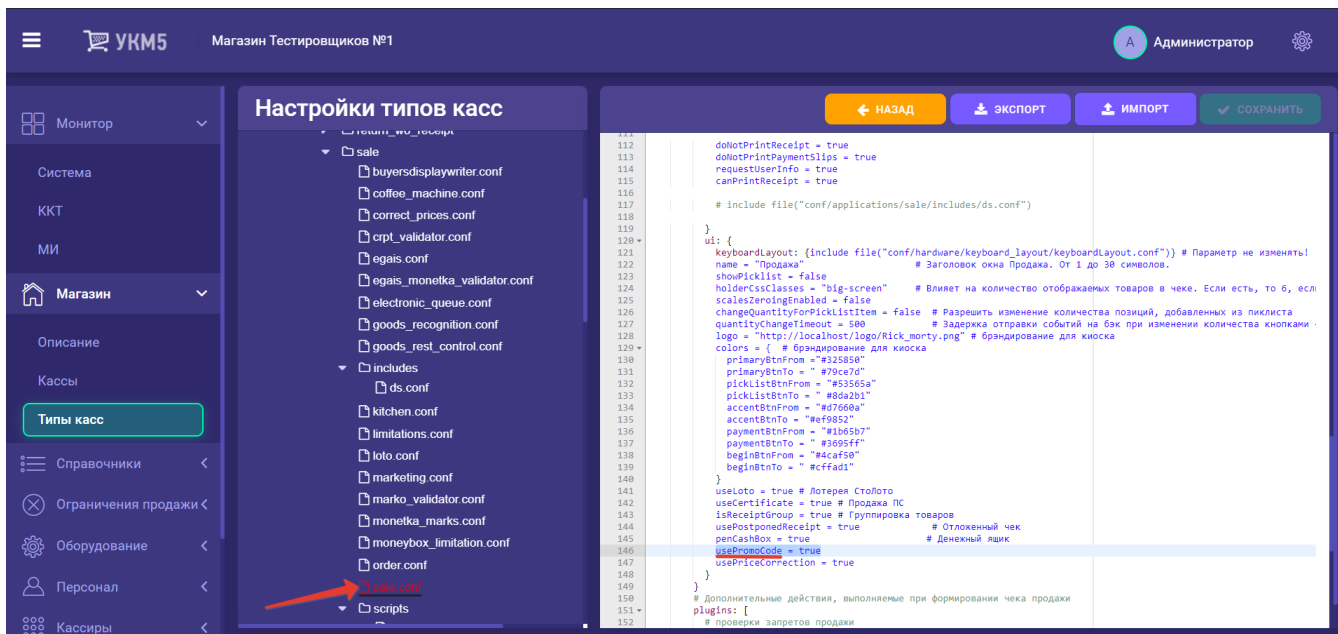 УКМ5
Магазин Тестировщиков №1
А
Администратор
Монитор
Система
ККТ
МИ
Магазин
Описание
Кассы
Типы касс
Справочники
Ограничения продажи
Оборудование
Персонал
Кассиры
Настройки типов касс
return_wo_receipt
sale
buyersdisplaywriter.conf
coffee_machine.conf
correct_prices.conf
crpt_validator.conf
egais.conf
egais_monetka_validator.conf
electronic_queue.conf
goods_recognition.conf
goods_rest_control.conf
includes
ds.conf
kitchen.conf
limitations.conf
loto.conf
marketing.conf
marko_validator.conf
monetka_marks.conf
moneybox_limitation.conf
order.conf
sale.conf
scripts
НАЗАД
ЭКСПОРТ
ИМПОРТ
СОХРАНИТЬ
111
112 doNotPrintReceipt = true
113 doNotPrintPaymentSlips = true
114 requestUserInfo = true
115 canPrintReceipt = true
116
117 # include file("conf/applications/sale/includes/ds.conf")
118
119 }
120 ui: {
121 keyboardLayout: {include file("conf/hardware/keyboard_layout/keyboardLayout.conf")} # Параметр не изменять!
122 name = "Продажа" # Заголовок окна Продажа. От 1 до 30 символов.
123 showPicklist = false
124 holderCssClasses = "big-screen" # Влияет на количество отображаемых товаров в чеке. Если есть, то 6, есл
125 scalesZeroingEnabled = false
126 changeQuantityForPickListItem = false # Разрешить изменение количества позиций, добавленных из пиклиста
127 quantityChangeTimeout = 500 # Задержка отправки событий на бэк при изменении количества кнопками
128 logo = "http://localhost/logo/Rick_morty.png" # брэндирование для киоска
129 colors = { # брэндирование для киоска
130 primaryBtnFrom ="#325850"
131 primaryBtnTo = " #79ce7d"
132 pickListBtnFrom = "#53565a"
133 pickListBtnTo = " #8da2b1"
134 accentBtnFrom = "#d7660a"
135 accentBtnTo = "#ef9852"
136 paymentBtnFrom = "#1b65b7"
137 paymentBtnTo = " #3695ff"
138 beginBtnFrom = "#4caf50"
139 beginBtnTo = " #cffad1"
140 }
141 useLoto = true # Лотерея СтоЛото
142 useCertificate = true # Продажа ПС
143 isReceiptGroup = true # Группировка товаров
144 usePostponedReceipt = true # Отложенный чек
145 penCashBox = true # Денежный ящик
146 usePromoCode = true
147 usePriceCorrection = true
148 }
149 }
150 # Дополнительные действия, выполняемые при формировании чека продажи
151 plugins: [
152 # проверки запретов продажи